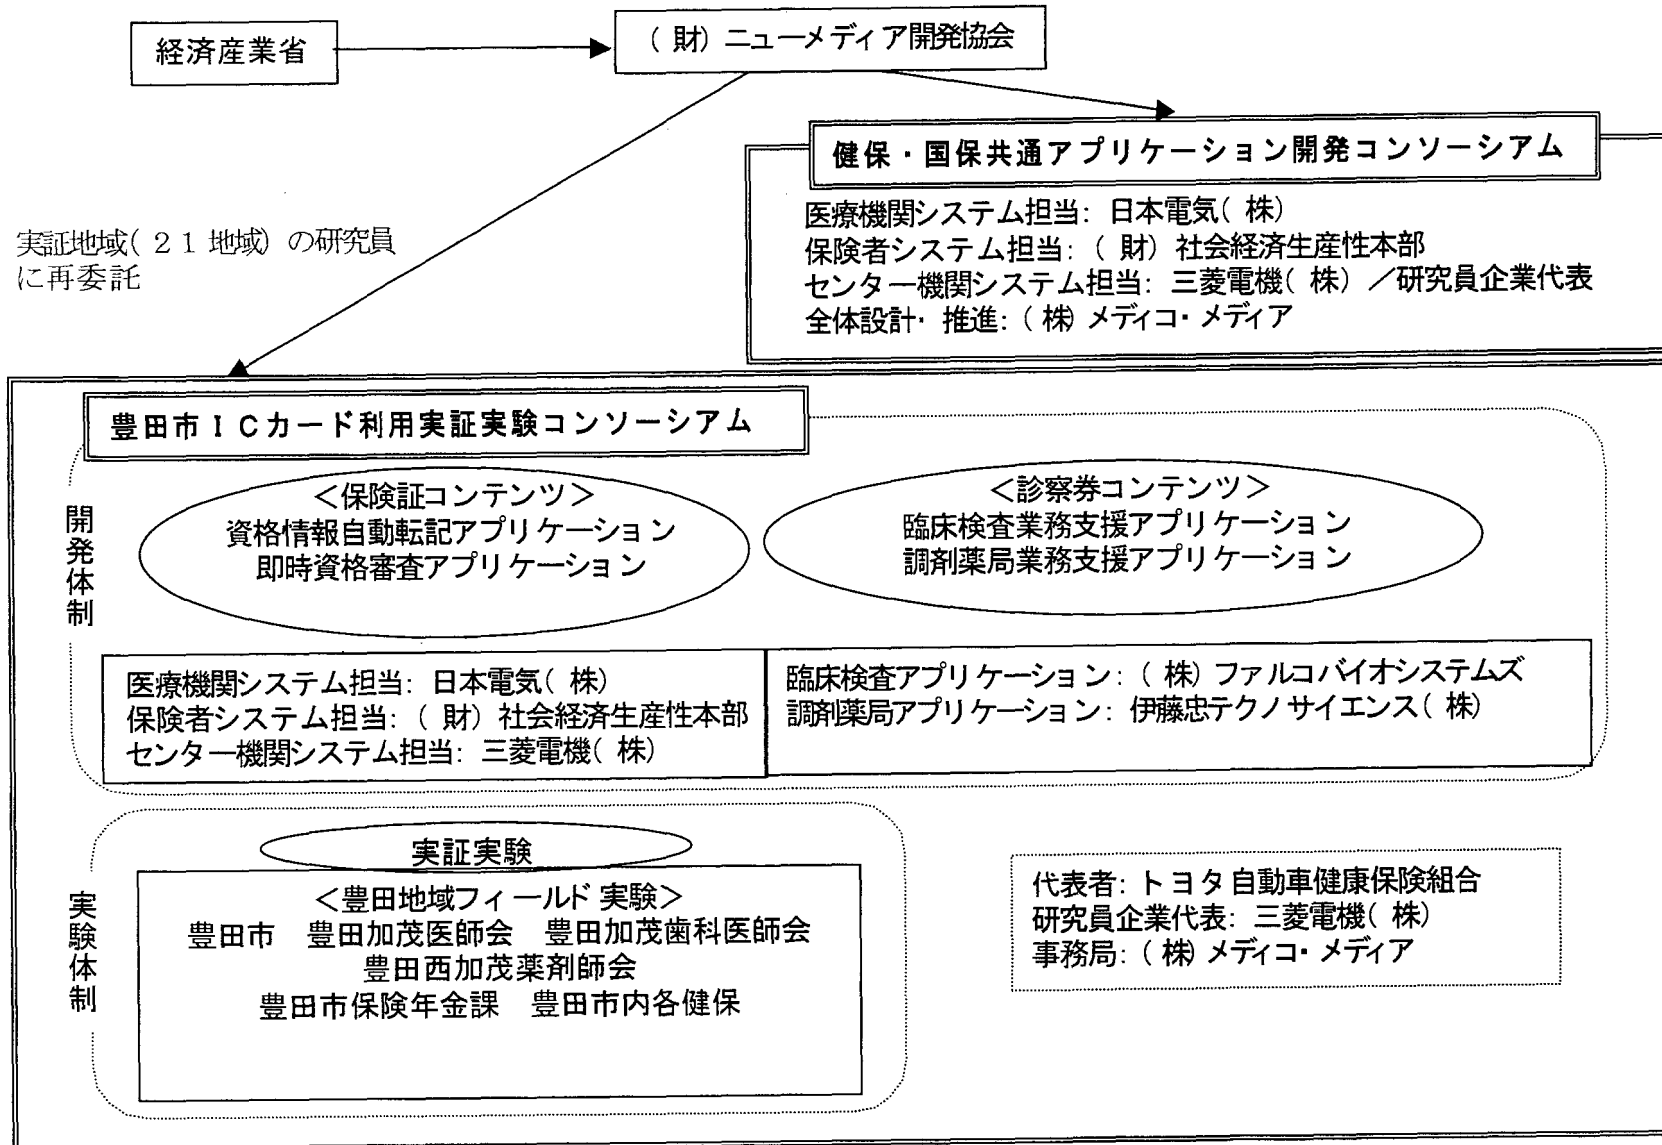 経済産業省
（財）ニューメディア開発協会
健保・国保共通アプリケーション開発コンソーシアム
医療機関システム担当：日本電気（株）
保険者システム担当：（財）社会経済生産性本部
センター機関システム担当：三菱電機（株）／研究員企業代表
全体設計・推進：（株）メディコ・メディア
実証地域（２１地域）の研究員
に再委託
豊田市ＩＣカード利用実証実験コンソーシアム
開発体制
＜保険証コンテンツ＞
資格情報自動転記アプリケーション
即時資格審査アプリケーション
＜診察券コンテンツ＞
臨床検査業務支援アプリケーション
調剤薬局業務支援アプリケーション
医療機関システム担当：日本電気（株）
保険者システム担当：（財）社会経済生産性本部
センター機関システム担当：三菱電機（株）
臨床検査アプリケーション：（株）ファルコバイオシステムズ
調剤薬局アプリケーション：伊藤忠テクノサイエンス（株）
実験体制
実証実験
＜豊田地域フィールド実験＞
豊田市　豊田加茂医師会　豊田加茂歯科医師会
豊田西加茂薬剤師会
豊田市保険年金課　豊田市内各健保
代表者：トヨタ自動車健康保険組合
研究員企業代表：三菱電機（株）
事務局：（株）メディコ・メディア